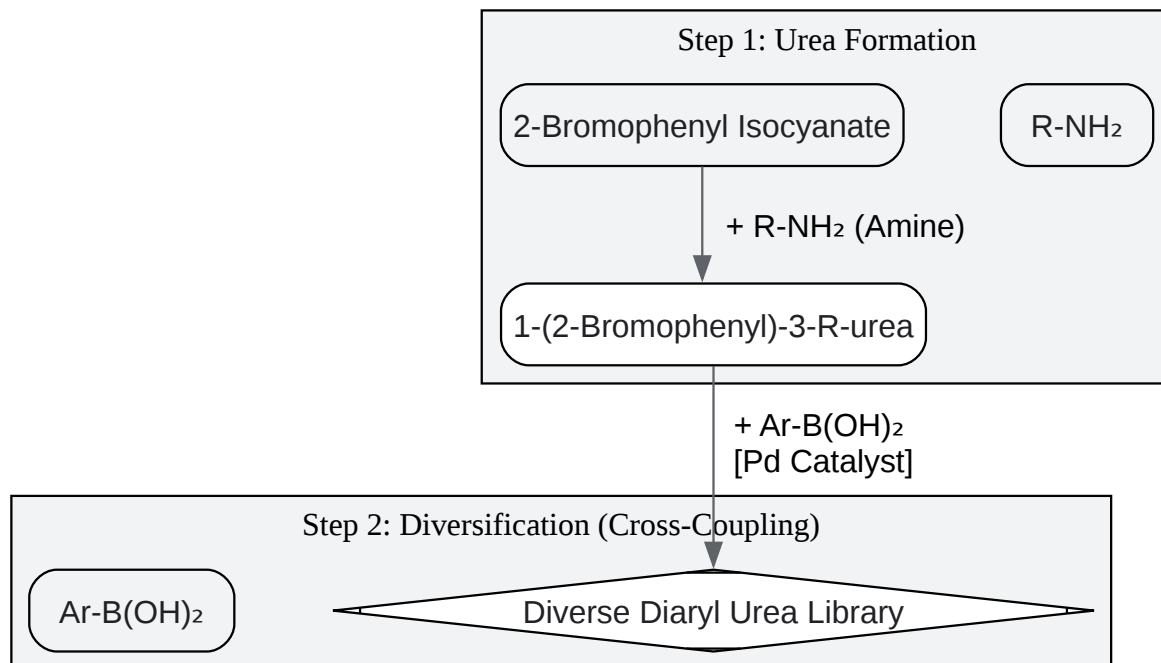 Step 1: Urea Formation
2-Bromophenyl Isocyanate
R-NH₂
+ R-NH₂ (Amine)
1-(2-Bromophenyl)-3-R-urea
+ Ar-B(OH)₂
[Pd Catalyst]
Step 2: Diversification (Cross-Coupling)
Ar-B(OH)₂
Diverse Diaryl Urea Library